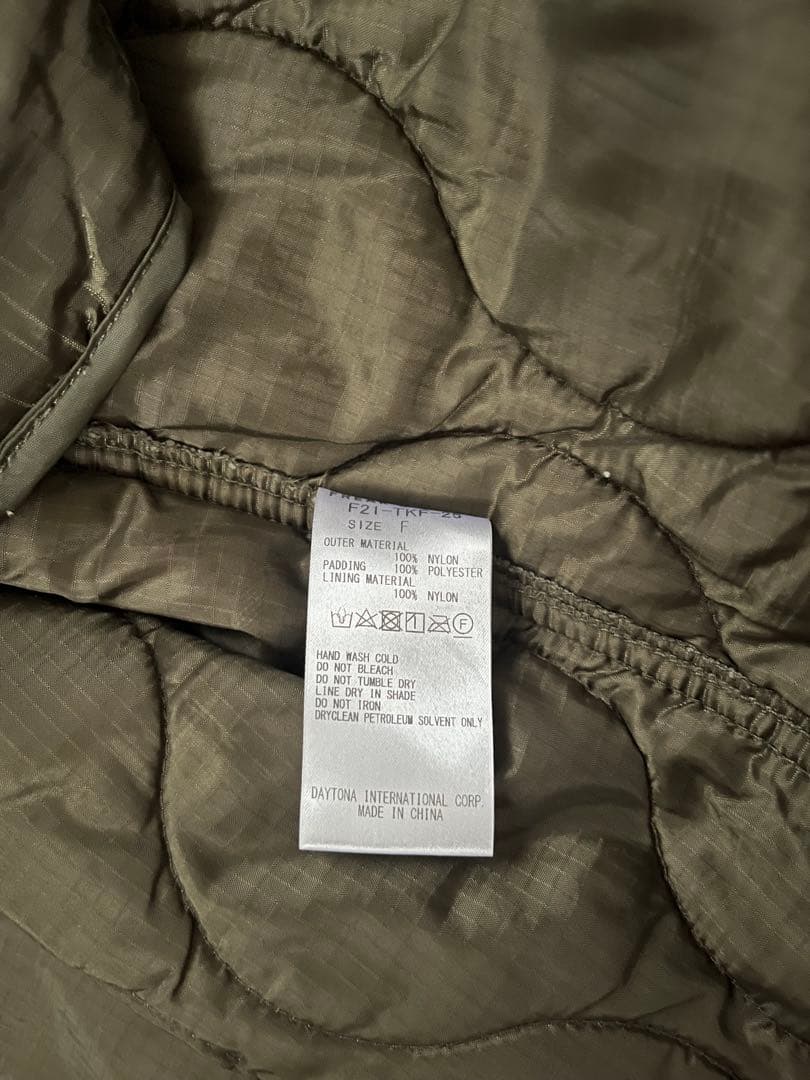 F21-TKF-26
SIZE F
OUTER MATERIAL
100% NYLON
PADDING 100% POLYESTER
LINING MATERIAL
100% NYLON
F
HAND WASH COLD
DO NOT BLEACH
DO NOT TUMBLE DRY
LINE DRY IN SHADE
DO NOT IRON
DRYCLEAN PETROLEUM SOLVENT ONLY
DAYTONA INTERNATIONAL CORP.
MADE IN CHINA